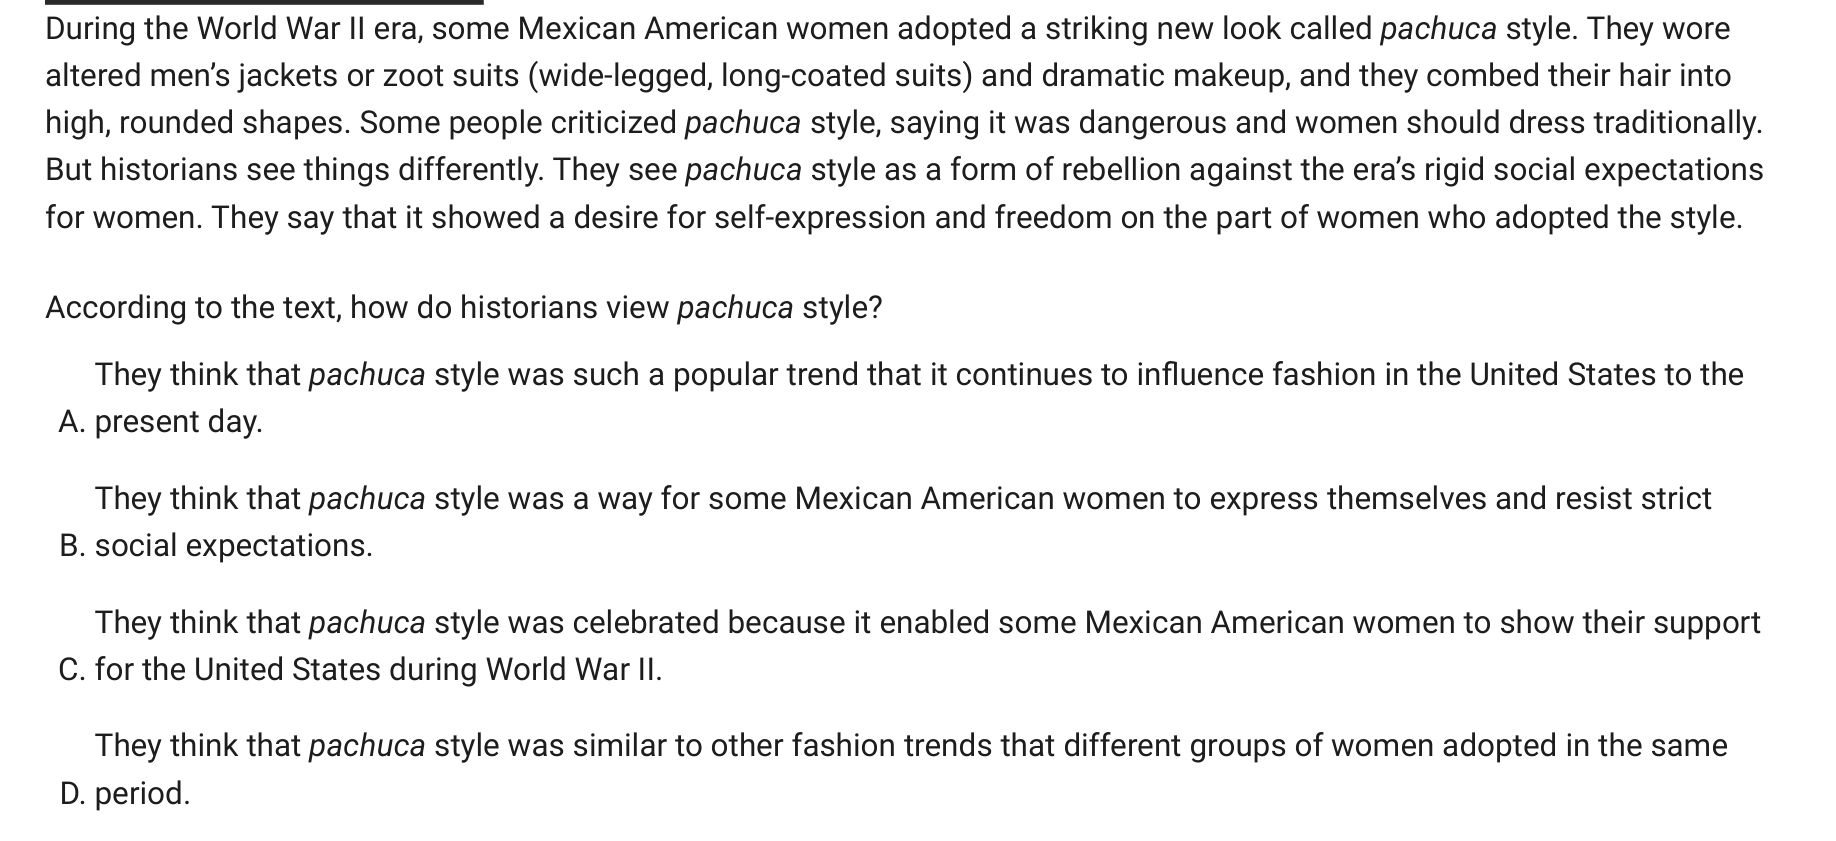 During the World War II era, some Mexican American women adopted a striking new look called pachuca style. They wore
altered men’s jackets or zoot suits (wide-legged, long-coated suits) and dramatic makeup, and they combed their hair into
high, rounded shapes. Some people criticized pachuca style, saying it was dangerous and women should dress traditionally.
But historians see things differently. They see pachuca style as a form of rebellion against the era’s rigid social expectations
for women. They say that it showed a desire for self-expression and freedom on the part of women who adopted the style.
According to the text, how do historians view pachuca style?
They think that pachuca style was such a popular trend that it continues to influence fashion in the United States to the
A. present day.
They think that pachuca style was a way for some Mexican American women to express themselves and resist strict
B. social expectations.
They think that pachuca style was celebrated because it enabled some Mexican American women to show their support
C. for the United States during World War II.
They think that pachuca style was similar to other fashion trends that different groups of women adopted in the same
D. period.